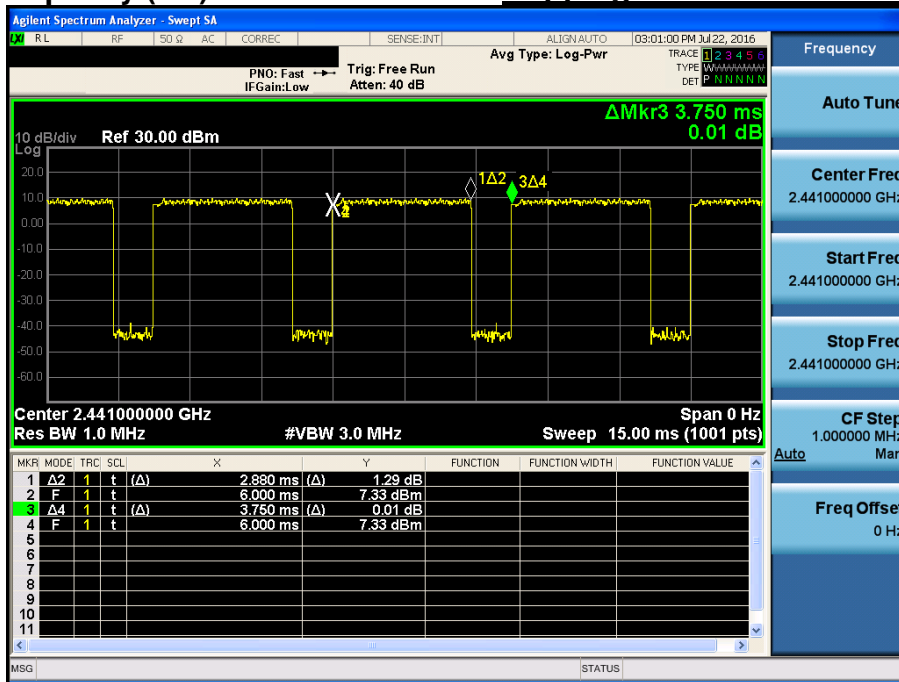 Agilent Spectrum Analyzer - Swept SA
LXI RL RF 50 Ω AC CORREC SENSE:INT ALIGN AUTO 03:01:00 PM Jul 22, 2016
Avg Type: Log-Pwr TRACE 1 2 3 4 5 6
TYPE WWWWWW
DET P N N N N N
PNO: Fast Trig: Free Run
IFGain:Low Atten: 40 dB
ΔMkr3 3.750 ms
0.01 dB
10 dB/div Ref 30.00 dBm
Log
20.0
10.0
0.00
-10.0
-20.0
-30.0
-40.0
-50.0
-60.0
1Δ2 3Δ4
Center 2.441000000 GHz Span 0 Hz
Res BW 1.0 MHz #VBW 3.0 MHz Sweep 15.00 ms (1001 pts)
MKR MODE TRC SCL X Y FUNCTION FUNCTION WIDTH FUNCTION VALUE
1 Δ2 1 t (Δ) 2.880 ms (Δ) 1.29 dB
2 F 1 t 6.000 ms 7.33 dBm
3 Δ4 1 t (Δ) 3.750 ms (Δ) 0.01 dB
4 F 1 t 6.000 ms 7.33 dBm
5
6
7
8
9
10
11
MSG STATUS
Frequency
Auto Tune
Center Freq
2.441000000 GHz
Start Freq
2.441000000 GHz
Stop Freq
2.441000000 GHz
CF Step
1.000000 MHz
Auto Man
Freq Offset
0 Hz